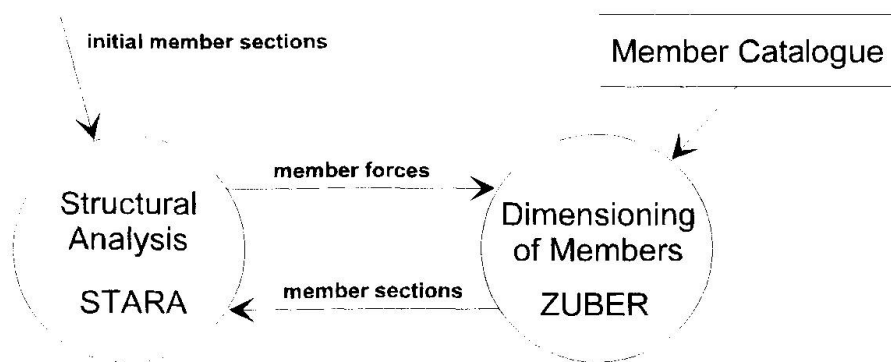 initial member sections
Member Catalogue
member forces
Structural
Analysis
STARA
Dimensioning
of Members
ZUBER
member sections